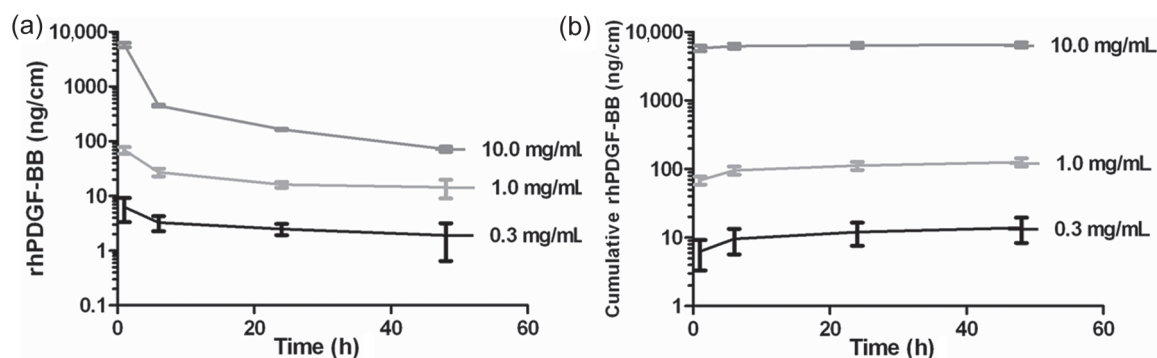 (a)
rhPDGF-BB (ng/cm)
10,000
1000
100
10
1
0.1
10.0 mg/mL
1.0 mg/mL
0.3 mg/mL
0
20
40
60
Time (h)
(b)
Cumulative rhPDGF-BB (ng/cm)
10,000
1000
100
10
1
10.0 mg/mL
1.0 mg/mL
0.3 mg/mL
0
20
40
60
Time (h)